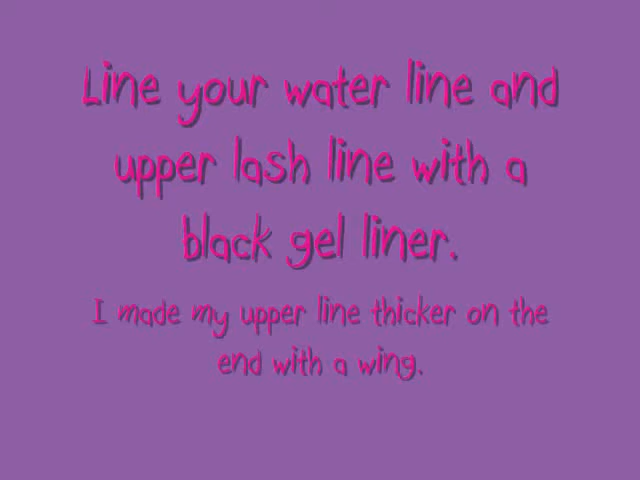 Line your water line and
upper lash line with a
black gel liner.
I made my upper line thicker on the
end with a wing.